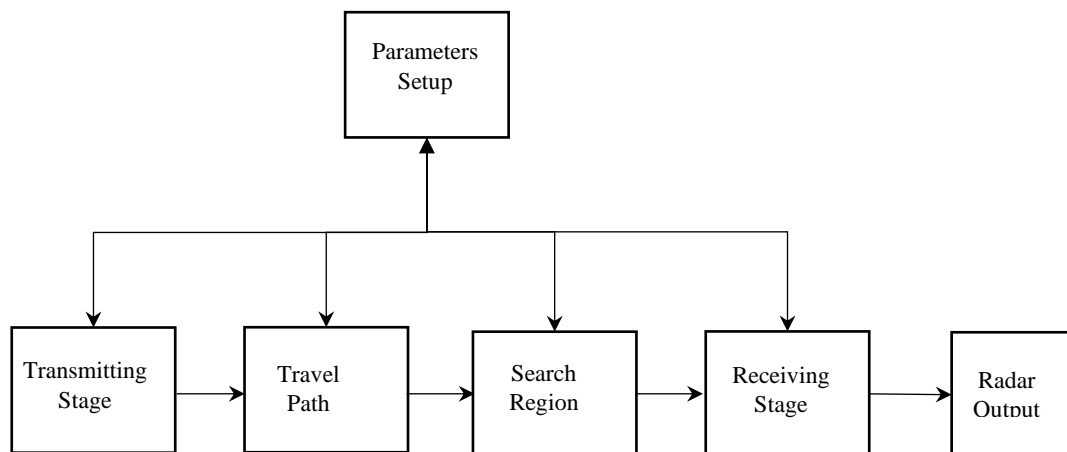 Parameters
Setup
Transmitting
Stage
Travel
Path
Search
Region
Receiving
Stage
Radar
Output